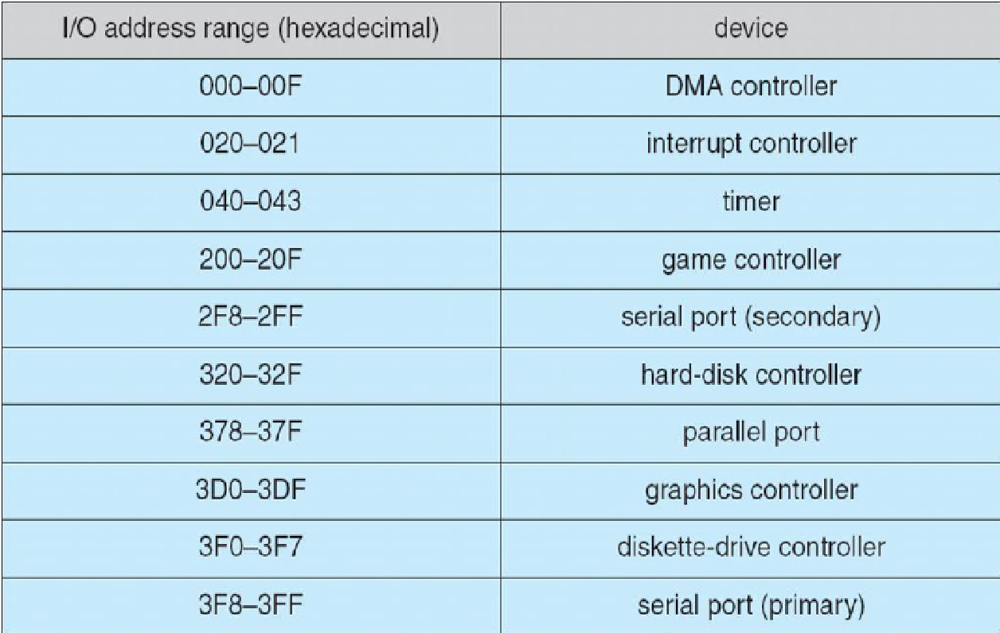 I/O address range (hexadecimal) device
000–00F DMA controller
020–021 interrupt controller
040–043 timer
200–20F game controller
2F8–2FF serial port (secondary)
320–32F hard-disk controller
378–37F parallel port
3D0–3DF graphics controller
3F0–3F7 diskette-drive controller
3F8–3FF serial port (primary)